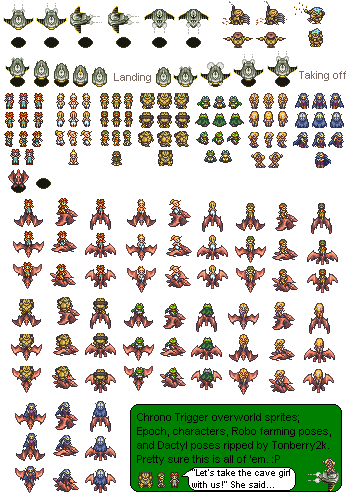 Landing
Taking off
Chrono Trigger overworld sprites;
Epoch, characters, Robo farming poses,
and Dactyl poses ripped by Tonberry2k.
Pretty sure this is all of 'em. :P
"Let's take the cave girl
with us!" She said...